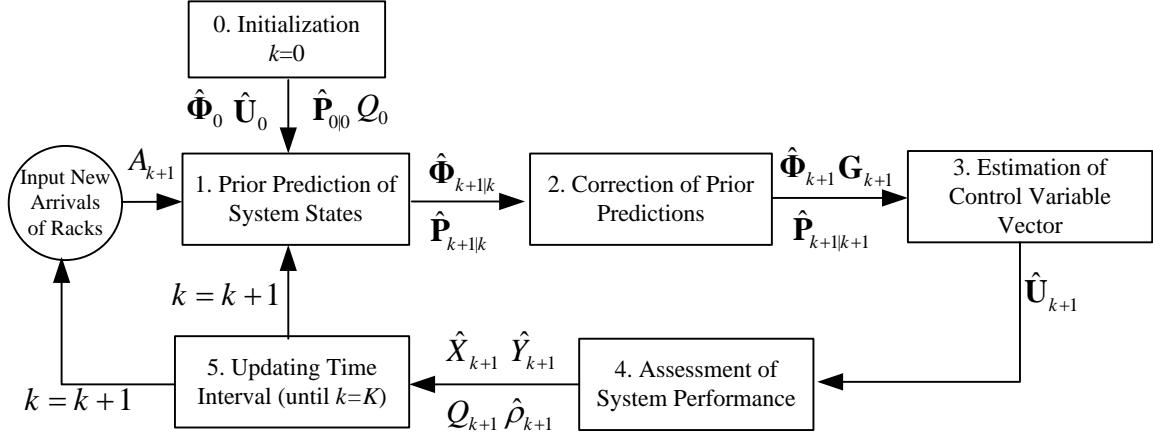 0. Initialization
k=0
Φ̂₀ Û₀ P̂₀|₀ Q₀
Input New
Arrivals
of Racks
Aₖ₊₁
1. Prior Prediction of
System States
Φ̂ₖ₊₁|ₖ
P̂ₖ₊₁|ₖ
2. Correction of Prior
Predictions
Φ̂ₖ₊₁ Gₖ₊₁
P̂ₖ₊₁|ₖ₊₁
3. Estimation of
Control Variable
Vector
Ûₖ₊₁
4. Assessment of
System Performance
X̂ₖ₊₁ Ŷₖ₊₁
Qₖ₊₁ ρ̂ₖ₊₁
5. Updating Time
Interval (until k=K)
k = k + 1
k = k + 1